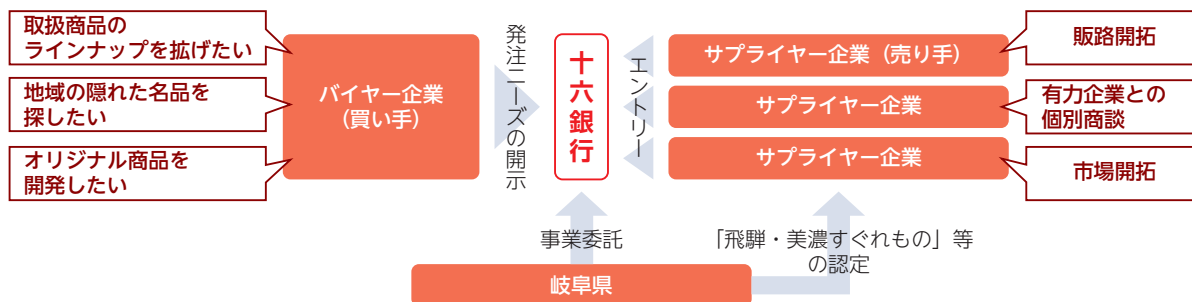 取扱商品の
ラインナップを拡げたい
地域の隠れた名品を
探したい
オリジナル商品を
開発したい
バイヤー企業
(買い手)
発注ニーズの開示
十六銀行
エントリー
サプライヤー企業(売り手)
サプライヤー企業
サプライヤー企業
販路開拓
有力企業との
個別商談
市場開拓
事業委託
「飛騨・美濃すぐれもの」等
の認定
岐阜県